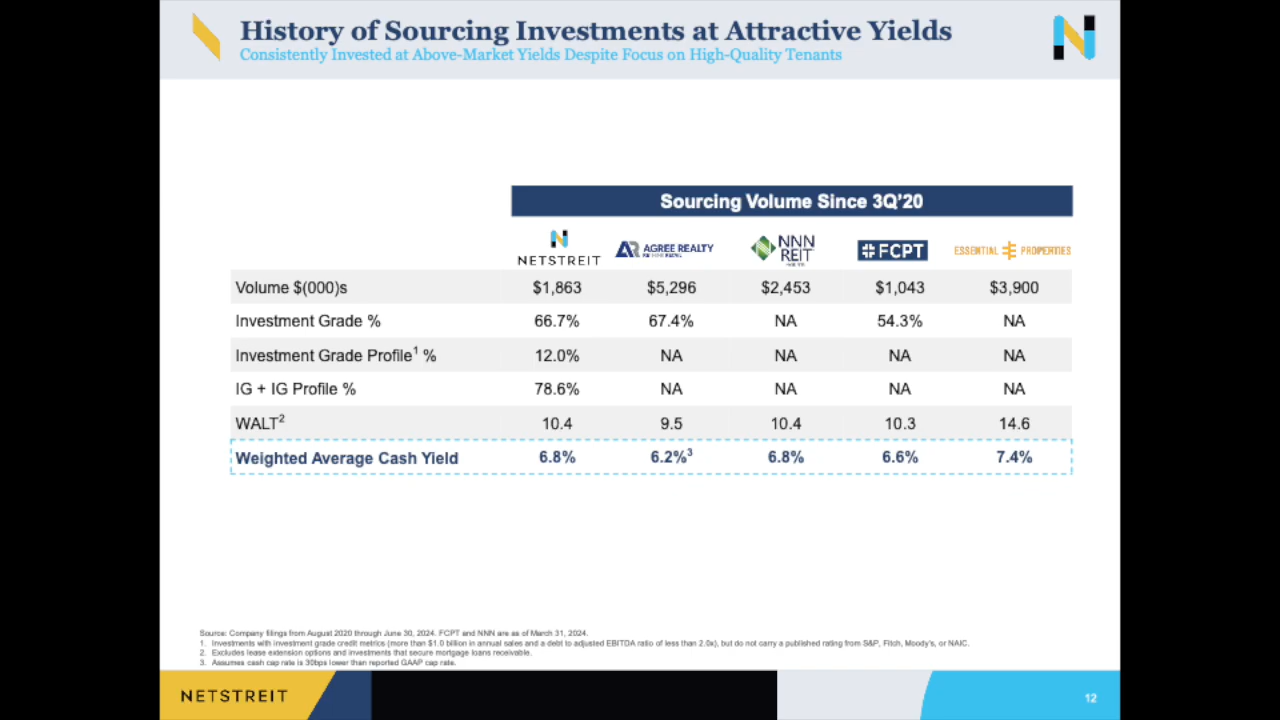 History of Sourcing Investments at Attractive Yields
Consistently Invested at Above-Market Yields Despite Focus on High-Quality Tenants
N
Sourcing Volume Since 3Q'20
N NETSTREIT AR AGREE REALTY NNN REIT FCPT ESSENTIAL PROPERTIES
Volume $(000)s $1,863 $5,296 $2,453 $1,043 $3,900
Investment Grade % 66.7% 67.4% NA 54.3% NA
Investment Grade Profile1 % 12.0% NA NA NA NA
IG + IG Profile % 78.6% NA NA NA NA
WALT2 10.4 9.5 10.4 10.3 14.6
Weighted Average Cash Yield 6.8% 6.2%3 6.8% 6.6% 7.4%
Source: Company filings from August 2020 through June 30, 2024. FCPT and NNN are as of March 31, 2024.
1. Investments with investment grade credit metrics (more than $1.0 billion in annual sales and a debt to adjusted EBITDA ratio of less than 2.0x), but do not carry a published rating from S&P, Fitch, Moody's, or NAIC.
2. Excludes lease extension options and investments that secure mortgage loans receivable.
3. Assumes cash cap rate is 30bps lower than reported GAAP cap rate.
NETSTREIT
12